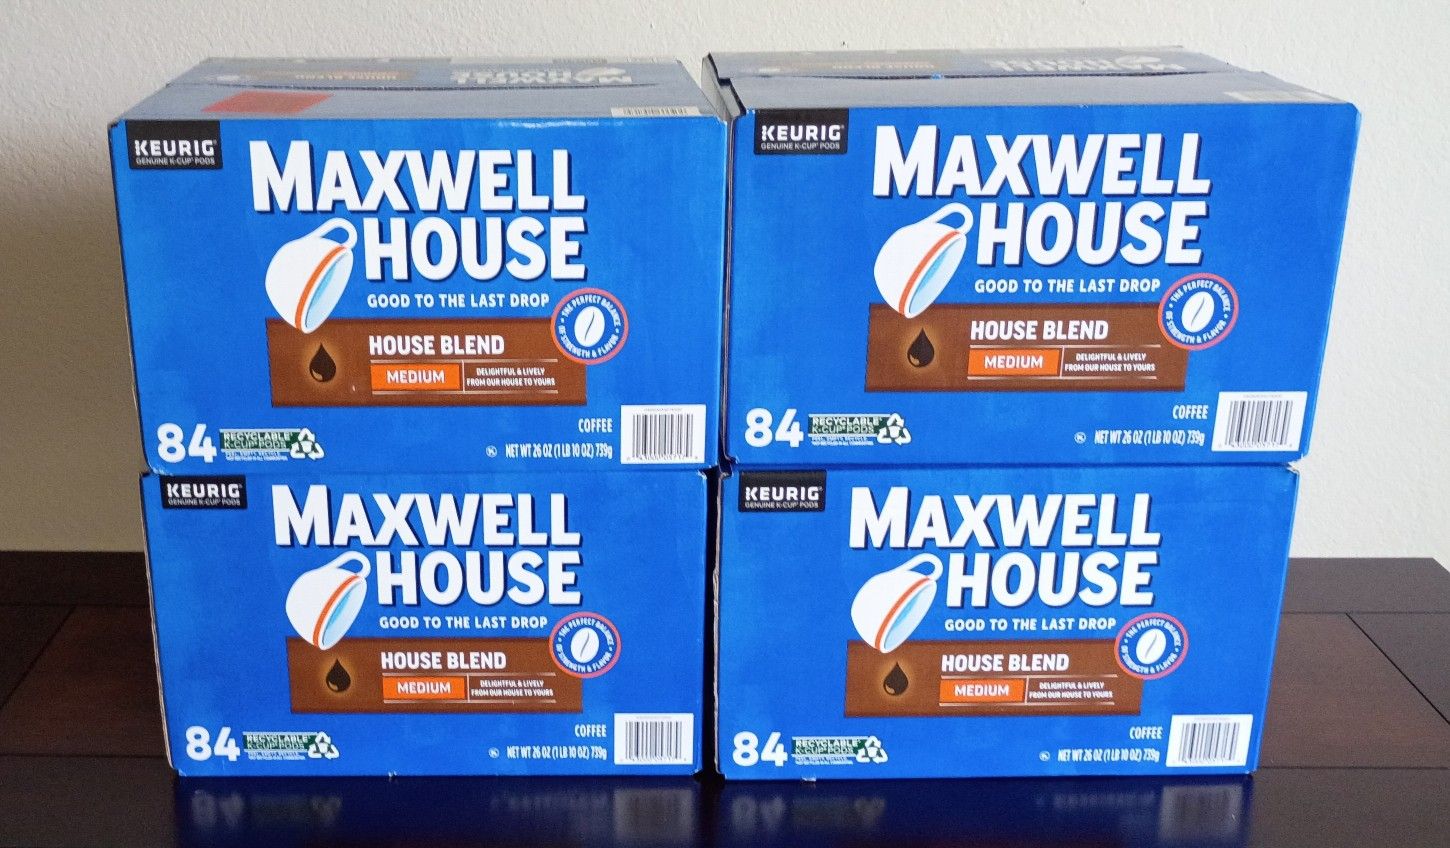 KEURIG
GENUINE K-CUP PODS
MAXWELL
HOUSE
GOOD TO THE LAST DROP
THE PERFECT BALANCE OF STRENGTH & FLAVOR
HOUSE BLEND
MEDIUM
DELIGHTFUL & LIVELY
FROM OUR HOUSE TO YOURS
84
RECYCLABLE*
K-CUP PODS
COFFEE
NET WT 26 OZ (1 LB 10 OZ) 739g
KEURIG
GENUINE K-CUP PODS
MAXWELL
HOUSE
GOOD TO THE LAST DROP
THE PERFECT BALANCE OF STRENGTH & FLAVOR
HOUSE BLEND
MEDIUM
DELIGHTFUL & LIVELY
FROM OUR HOUSE TO YOURS
84
RECYCLABLE*
K-CUP PODS
COFFEE
NET WT 26 OZ (1 LB 10 OZ) 739g
KEURIG
GENUINE K-CUP PODS
MAXWELL
HOUSE
GOOD TO THE LAST DROP
THE PERFECT BALANCE OF STRENGTH & FLAVOR
HOUSE BLEND
MEDIUM
DELIGHTFUL & LIVELY
FROM OUR HOUSE TO YOURS
84
RECYCLABLE*
K-CUP PODS
COFFEE
NET WT 26 OZ (1 LB 10 OZ) 739g
KEURIG
GENUINE K-CUP PODS
MAXWELL
HOUSE
GOOD TO THE LAST DROP
THE PERFECT BALANCE OF STRENGTH & FLAVOR
HOUSE BLEND
MEDIUM
DELIGHTFUL & LIVELY
FROM OUR HOUSE TO YOURS
84
RECYCLABLE*
K-CUP PODS
COFFEE
NET WT 26 OZ (1 LB 10 OZ) 739g